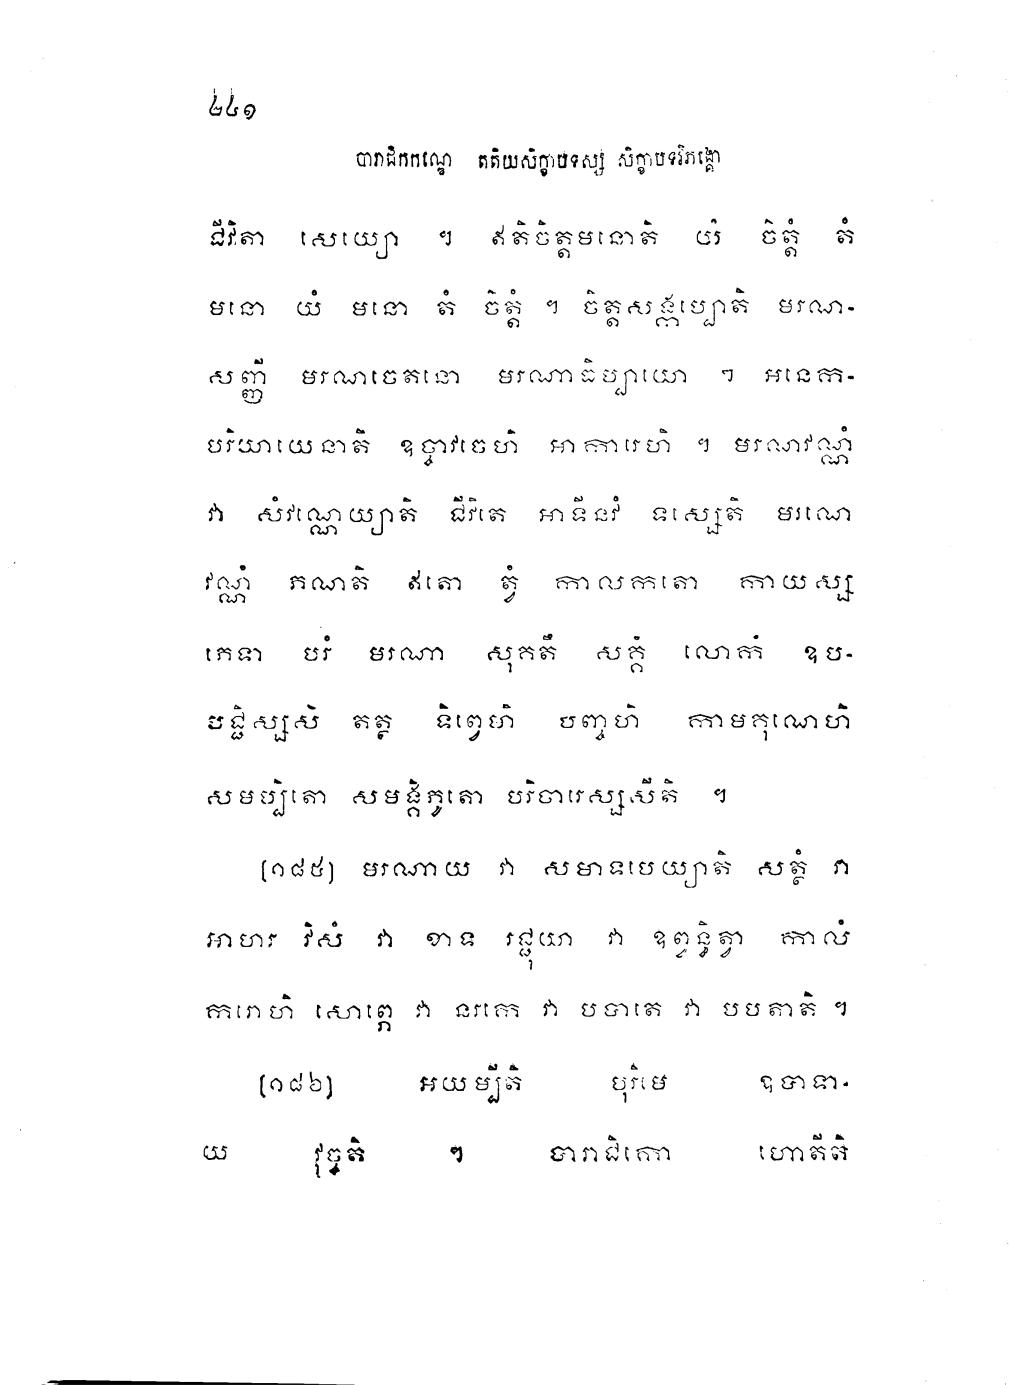 ៤៤១
បារាជិកកណ្ឌេ តតិយសិក្ខាបទស្ស សិក្ខាបទវិភង្គោ
ជីវិតា សេយ្យោ ។ ឥតិចិត្តមនោតិ យំ ចិត្តំ តំ
មនោ យំ មនោ តំ ចិត្តំ ។ ចិត្តសង្កប្បោតិ មរណ-
សញ្ញី មរណចេតនោ មរណាធិប្បាយោ ។ អនេក-
បរិយាយេនាតិ ឧច្ចាវចេហិ អាការេហិ ។ មរណវណ្ណំ
វា សំវណ្ណេយ្យាតិ ជីវិតេ អាទីនវំ ទស្សេតិ មរណេ
វណ្ណំ ភណតិ ឥតោ ត្វំ កាលកតោ កាយស្ស
ភេទា បរំ មរណា សុគតឹ សគ្គំ លោកំ ឧប-
បជ្ជិស្សសិ តត្ថ ទិព្វេហិ បញ្ចហិ កាមគុណេហិ
សមប្បិតោ សមង្គិភូតោ បរិចារេស្សសីតិ ។
[១៨៥] មរណាយ វា សមាទបេយ្យាតិ សត្ថំ វា
អាហរ វិសំ វា ខាទ រជ្ជុយា វា ឧព្ទន្ធិត្វា កាលំ
ករោហិ សោព្ភេ វា នរកេ វា បបាតេ វា បបតាតិ ។
[១៨៦] អយម្បីតិ បុរិមេ ឧបាទា-
យ វុច្ចតិ ។ បារាជិកោ ហោតីតិ